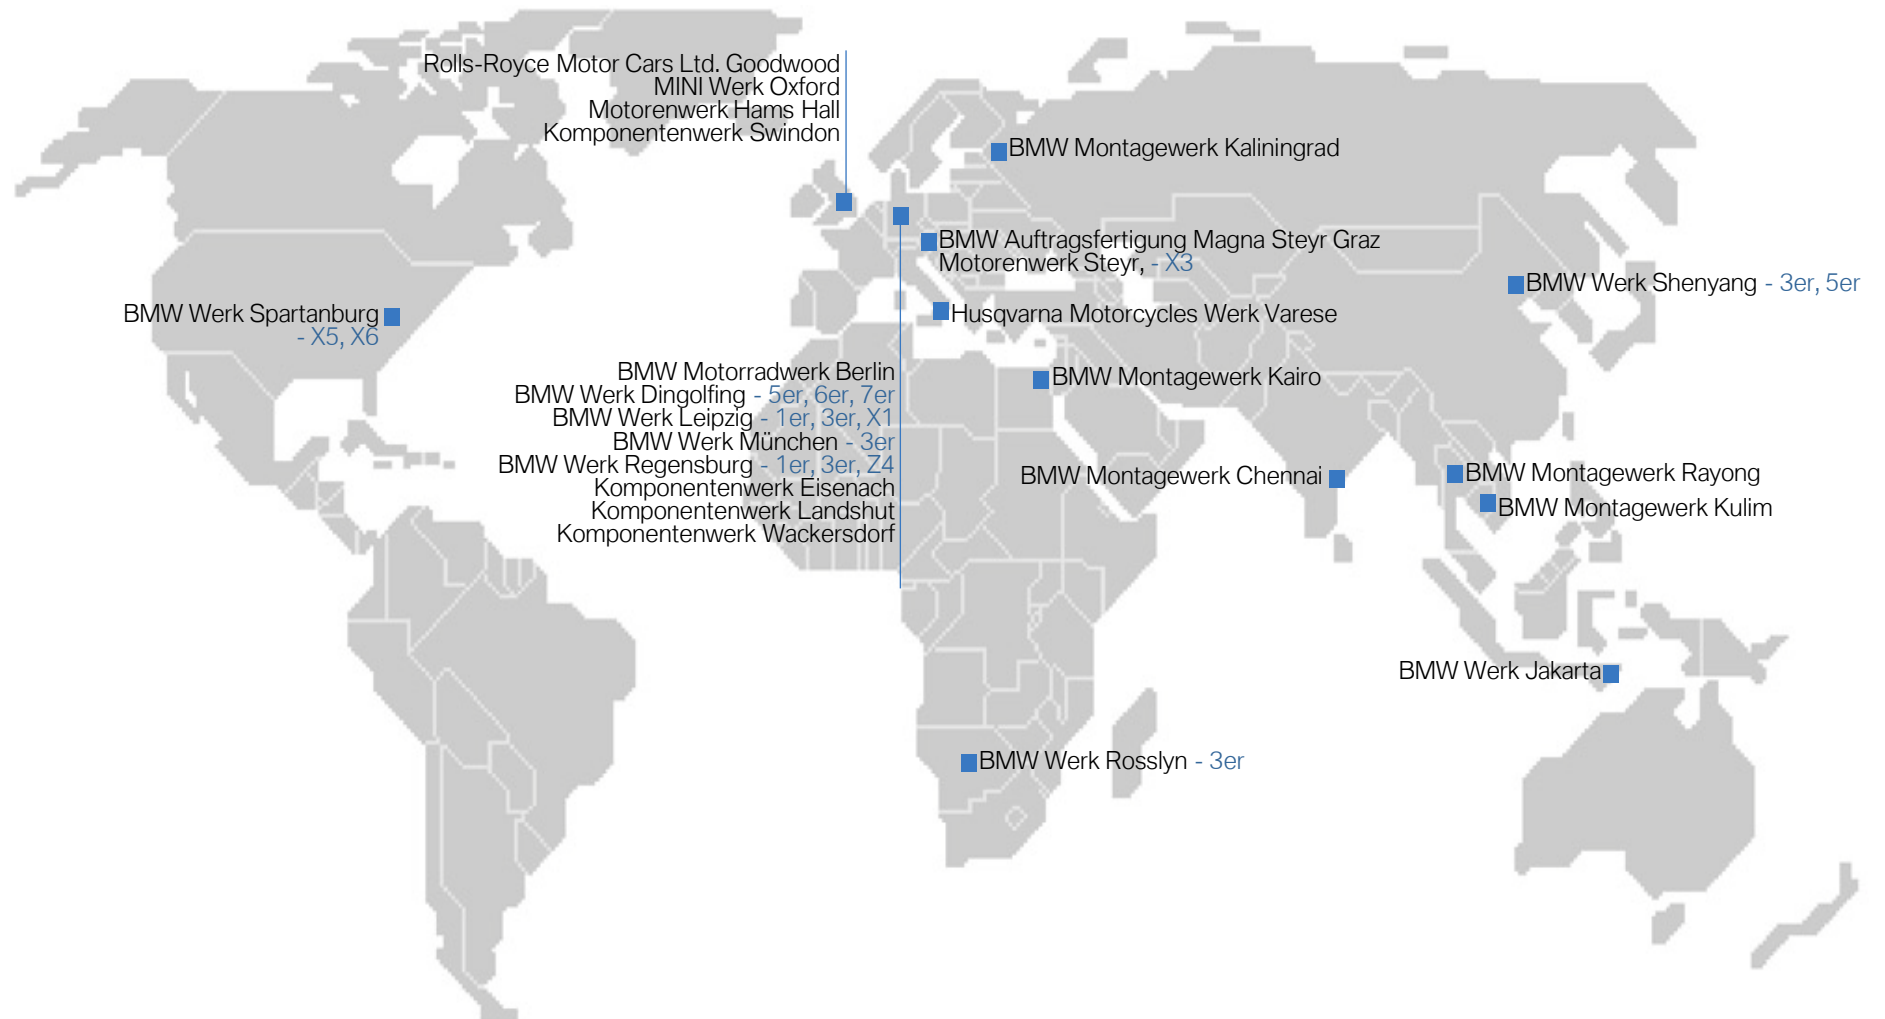 Rolls-Royce Motor Cars Ltd. Goodwood
MINI Werk Oxford
Motorenwerk Hams Hall
Komponentenwerk Swindon
BMW Montagewerk Kaliningrad
BMW Auftragsfertigung Magna Steyr Graz
Motorenwerk Steyr, - X3
BMW Werk Shenyang - 3er, 5er
BMW Werk Spartanburg
- X5, X6
Husqvarna Motorcycles Werk Varese
BMW Motorradwerk Berlin
BMW Werk Dingolfing - 5er, 6er, 7er
BMW Werk Leipzig - 1er, 3er, X1
BMW Werk München - 3er
BMW Werk Regensburg - 1er, 3er, Z4
Komponentenwerk Eisenach
Komponentenwerk Landshut
Komponentenwerk Wackersdorf
BMW Montagewerk Kairo
BMW Montagewerk Chennai
BMW Montagewerk Rayong
BMW Montagewerk Kulim
BMW Werk Jakarta
BMW Werk Rosslyn - 3er